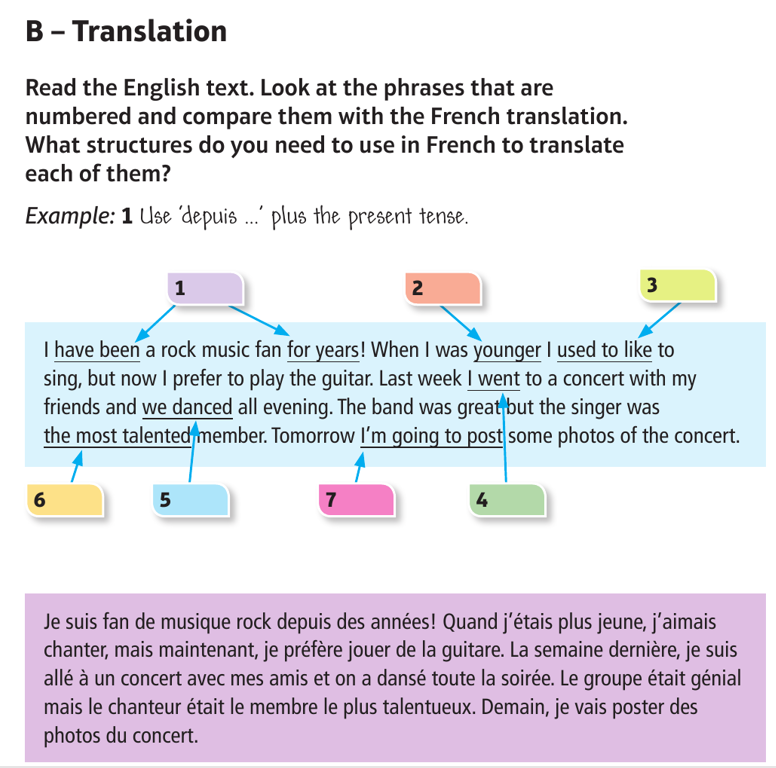 B – Translation
Read the English text. Look at the phrases that are
numbered and compare them with the French translation.
What structures do you need to use in French to translate
each of them?
Example: 1 Use ‘depuis ...’ plus the present tense.
1
2
3
I have been a rock music fan for years! When I was younger I used to like to
sing, but now I prefer to play the guitar. Last week I went to a concert with my
friends and we danced all evening. The band was great but the singer was
the most talented member. Tomorrow I’m going to post some photos of the concert.
6
5
7
4
Je suis fan de musique rock depuis des années! Quand j’étais plus jeune, j’aimais
chanter, mais maintenant, je préfère jouer de la guitare. La semaine dernière, je suis
allé à un concert avec mes amis et on a dansé toute la soirée. Le groupe était génial
mais le chanteur était le membre le plus talentueux. Demain, je vais poster des
photos du concert.